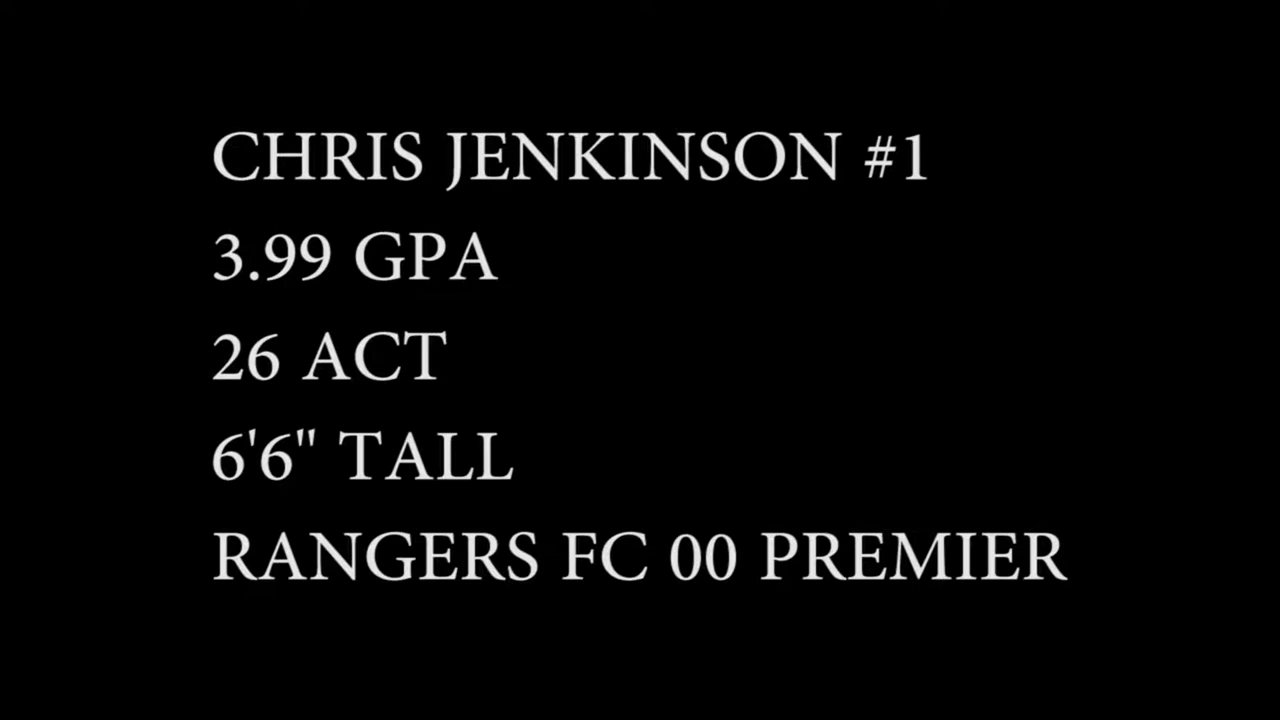 CHRIS JENKINSON #1
3.99 GPA
26 ACT
6'6" TALL
RANGERS FC 00 PREMIER